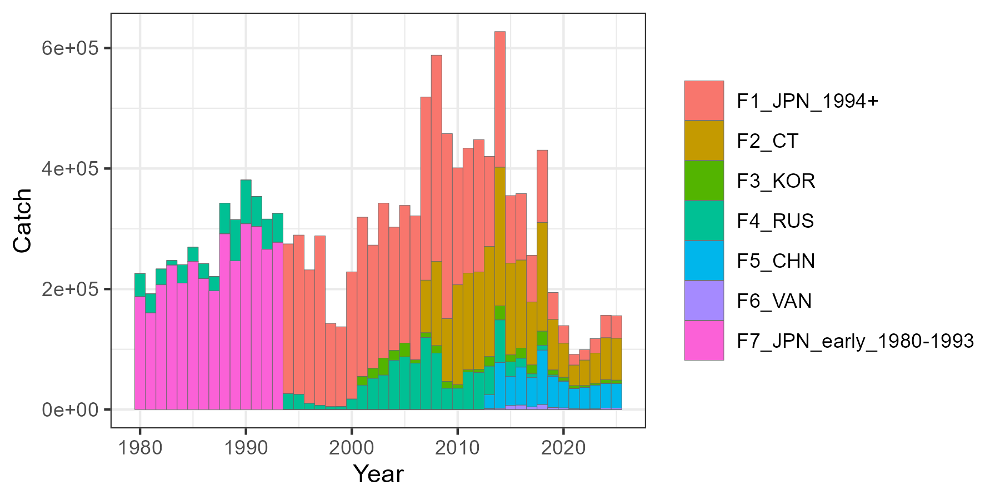 6e+05
4e+05
2e+05
0e+00
Catch
1980 1990 2000 2010 2020
Year
F1_JPN_1994+
F2_CT
F3_KOR
F4_RUS
F5_CHN
F6_VAN
F7_JPN_early_1980-1993